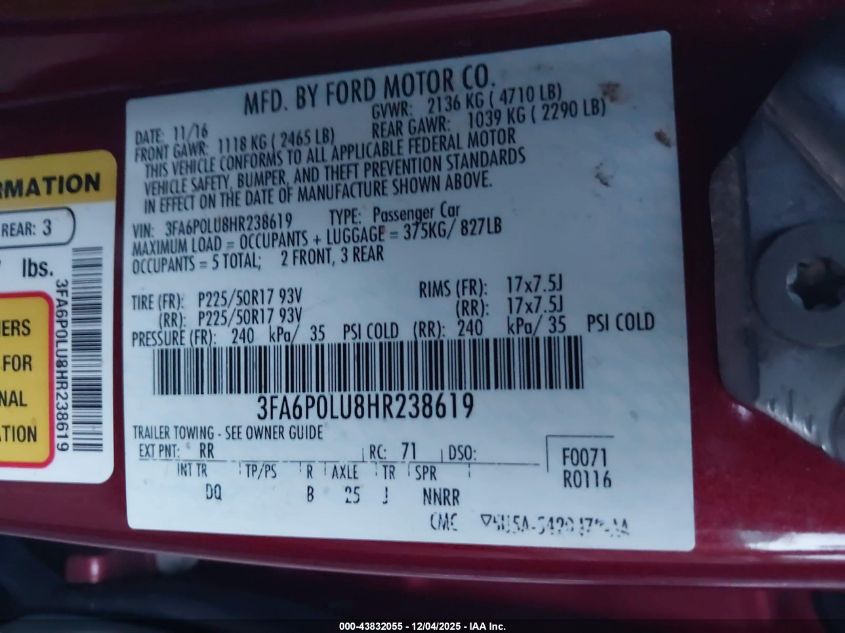 MFD. BY FORD MOTOR CO.
DATE: 11/16 GVWR: 2136 KG ( 4710 LB)
FRONT GAWR: 1118 KG ( 2465 LB) REAR GAWR: 1039 KG ( 2290 LB)
THIS VEHICLE CONFORMS TO ALL APPLICABLE FEDERAL MOTOR
VEHICLE SAFETY, BUMPER, AND THEFT PREVENTION STANDARDS
IN EFFECT ON THE DATE OF MANUFACTURE SHOWN ABOVE.
VIN: 3FA6P0LU8HR238619 TYPE: Passenger Car
MAXIMUM LOAD = OCCUPANTS + LUGGAGE = 375KG/ 827LB
OCCUPANTS = 5 TOTAL; 2 FRONT, 3 REAR
TIRE (FR): P225/50R17 93V RIMS (FR): 17x7.5J
(RR): P225/50R17 93V (RR): 17x7.5J
PRESSURE (FR): 240 kPa/ 35 PSI COLD (RR): 240 kPa/ 35 PSI COLD
3FA6P0LU8HR238619
TRAILER TOWING - SEE OWNER GUIDE
EXT PNT: RR RC: 71 DSO:
F0071
R0116
INT TR TP/PS R AXLE TR SPR
DQ B 25 J NNRR
CMC
RMATION
REAR: 3
lbs.
NERS
FOR
NAL
ATION
3FA6P0LU8HR238619
000-43832055 - 12/04/2025 - IAA Inc.